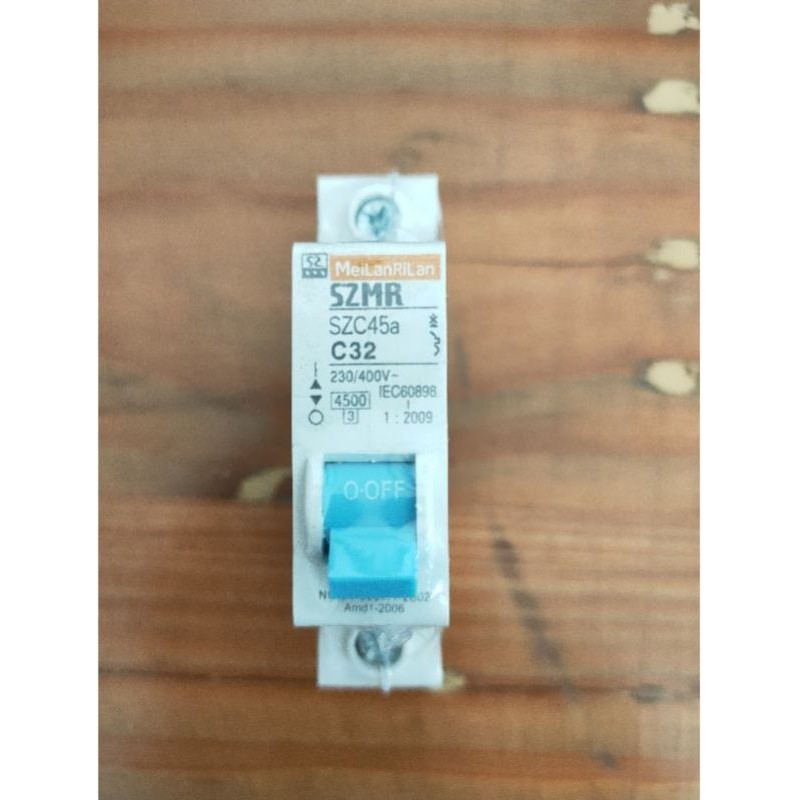 MeiLanRiLan
SZMR
SZC45a
C32
230/400V~
4500
IEC60898
3
1 : 2009
O·OFF
Amd1-2006